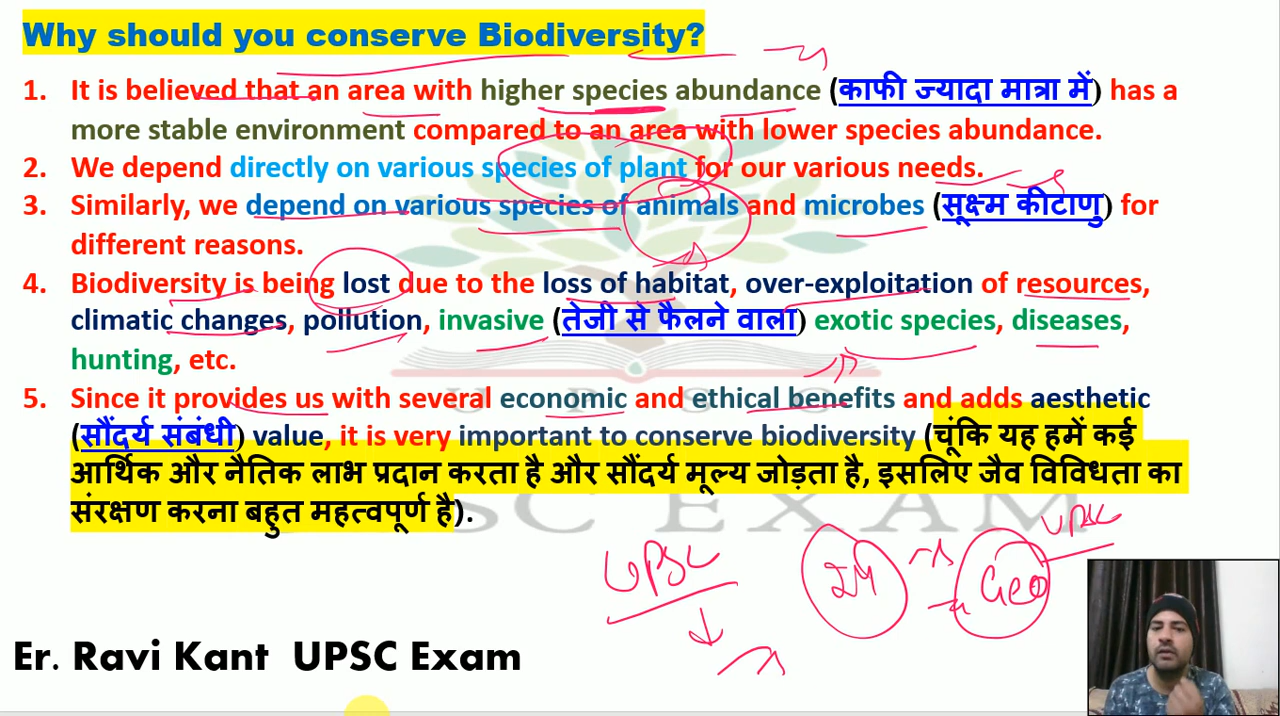 Why should you conserve Biodiversity?
1. It is believed that an area with higher species abundance (काफी ज्यादा मात्रा में) has a
more stable environment compared to an area with lower species abundance.
2. We depend directly on various species of plant for our various needs.
3. Similarly, we depend on various species of animals and microbes (सूक्ष्म कीटाणु) for
different reasons.
4. Biodiversity is being lost due to the loss of habitat, over-exploitation of resources,
climatic changes, pollution, invasive (तेजी से फैलने वाला) exotic species, diseases,
hunting, etc.
5. Since it provides us with several economic and ethical benefits and adds aesthetic
(सौंदर्य संबंधी) value, it is very important to conserve biodiversity (चूंकि यह हमें कई
आर्थिक और नैतिक लाभ प्रदान करता है और सौंदर्य मूल्य जोड़ता है, इसलिए जैव विविधता का
संरक्षण करना बहुत महत्वपूर्ण है).
UPSC EXAM
UPSC
UPSC
Geo
Er. Ravi Kant UPSC Exam